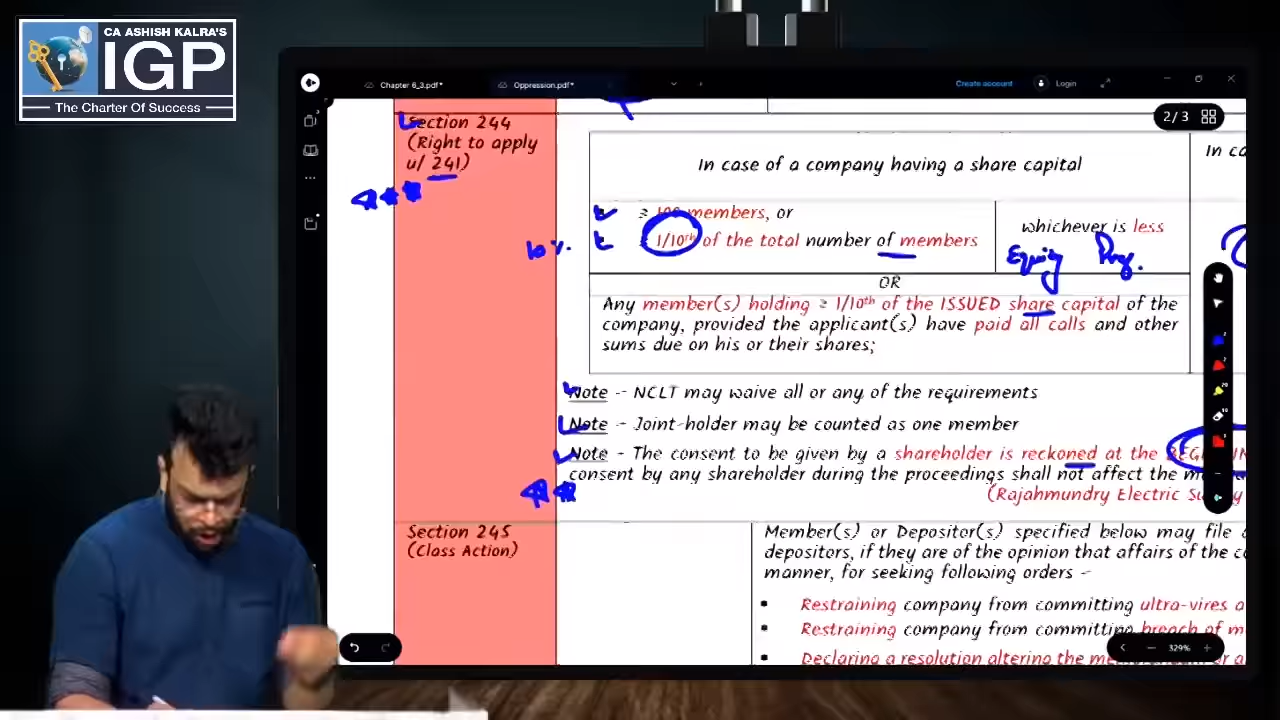 CA ASHISH KALRA'S
IGP
The Charter Of Success
Chapter 6_3.pdf*
Oppression.pdf*
Create account
Login
2/3
Section 244
(Right to apply
u/ 241)
In case of a company having a share capital
≥ 100 members, or
1/10th of the total number of members
whichever is less
10%
Equity
OR
Any member(s) holding ≥ 1/10th of the ISSUED share capital of the
company, provided the applicant(s) have paid all calls and other
sums due on his or their shares;
Note -- NCLT may waive all or any of the requirements
Note - Joint-holder may be counted as one member
Note - The consent to be given by a shareholder is reckoned at the
consent by any shareholder during the proceedings shall not affect the
(Rajahmundry Electric
Section 245
(Class Action)
Member(s) or Depositor(s) specified below may file
depositors, if they are of the opinion that affairs of the
manner, for seeking following orders -
Restraining company from committing ultra-vires
Restraining company from committing breach of
Declaring a resolution altering the
329%